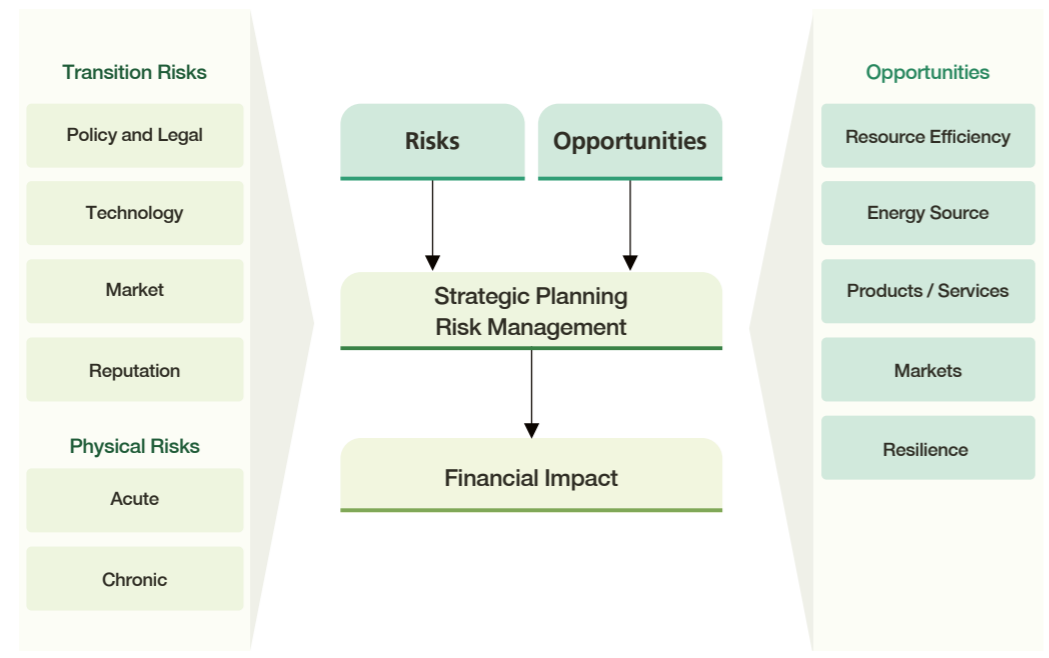 Transition Risks
Policy and Legal
Technology
Market
Reputation
Physical Risks
Acute
Chronic
Risks
Opportunities
Strategic Planning
Risk Management
Financial Impact
Opportunities
Resource Efficiency
Energy Source
Products / Services
Markets
Resilience